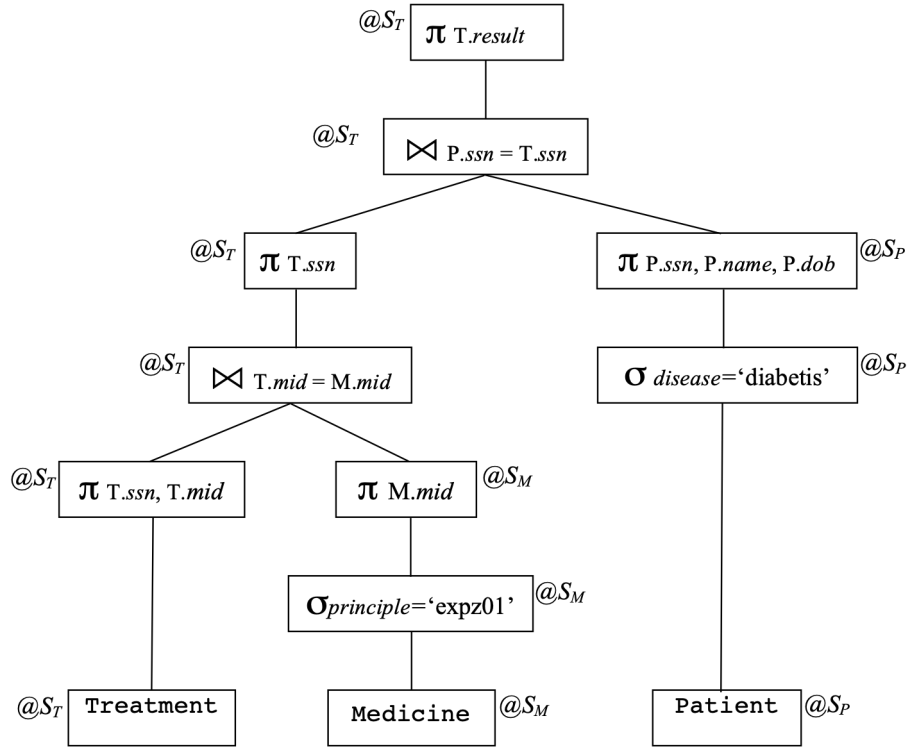 @S_T π T.result
@S_T ⋈ P.ssn = T.ssn
@S_T π T.ssn
π P.ssn, P.name, P.dob @S_P
@S_T ⋈ T.mid = M.mid
σ disease=‘diabetis’ @S_P
@S_T π T.ssn, T.mid
π M.mid @S_M
σprinciple=‘expz01’ @S_M
@S_T Treatment
Medicine @S_M
Patient @S_P